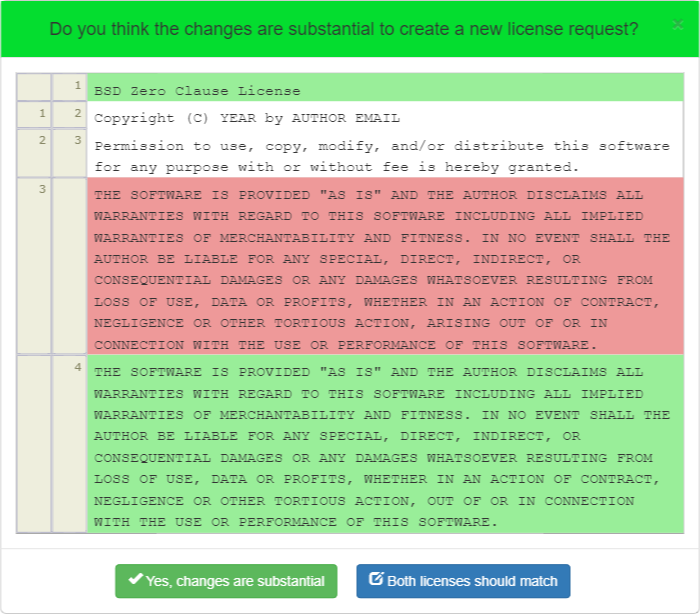 Do you think the changes are substantial to create a new license request? ×
1 BSD Zero Clause License
1 2 Copyright (C) YEAR by AUTHOR EMAIL
2 3 Permission to use, copy, modify, and/or distribute this software
for any purpose with or without fee is hereby granted.
3 THE SOFTWARE IS PROVIDED "AS IS" AND THE AUTHOR DISCLAIMS ALL
WARRANTIES WITH REGARD TO THIS SOFTWARE INCLUDING ALL IMPLIED
WARRANTIES OF MERCHANTABILITY AND FITNESS. IN NO EVENT SHALL THE
AUTHOR BE LIABLE FOR ANY SPECIAL, DIRECT, INDIRECT, OR
CONSEQUENTIAL DAMAGES OR ANY DAMAGES WHATSOEVER RESULTING FROM
LOSS OF USE, DATA OR PROFITS, WHETHER IN AN ACTION OF CONTRACT,
NEGLIGENCE OR OTHER TORTIOUS ACTION, ARISING OUT OF OR IN
CONNECTION WITH THE USE OR PERFORMANCE OF THIS SOFTWARE.
4 THE SOFTWARE IS PROVIDED "AS IS" AND THE AUTHOR DISCLAIMS ALL
WARRANTIES WITH REGARD TO THIS SOFTWARE INCLUDING ALL IMPLIED
WARRANTIES OF MERCHANTABILITY AND FITNESS. IN NO EVENT SHALL THE
AUTHOR BE LIABLE FOR ANY SPECIAL, DIRECT, INDIRECT, OR
CONSEQUENTIAL DAMAGES OR ANY DAMAGES WHATSOEVER RESULTING FROM
LOSS OF USE, DATA OR PROFITS, WHETHER IN AN ACTION OF CONTRACT,
NEGLIGENCE OR OTHER TORTIOUS ACTION, OUT OF OR IN CONNECTION
WITH THE USE OR PERFORMANCE OF THIS SOFTWARE.
Yes, changes are substantial
Both licenses should match